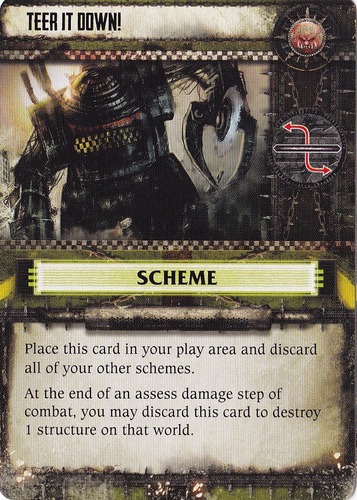 TEER IT DOWN!
SCHEME
Place this card in your play area and discard
all of your other schemes.
At the end of an assess damage step of
combat, you may discard this card to destroy
1 structure on that world.